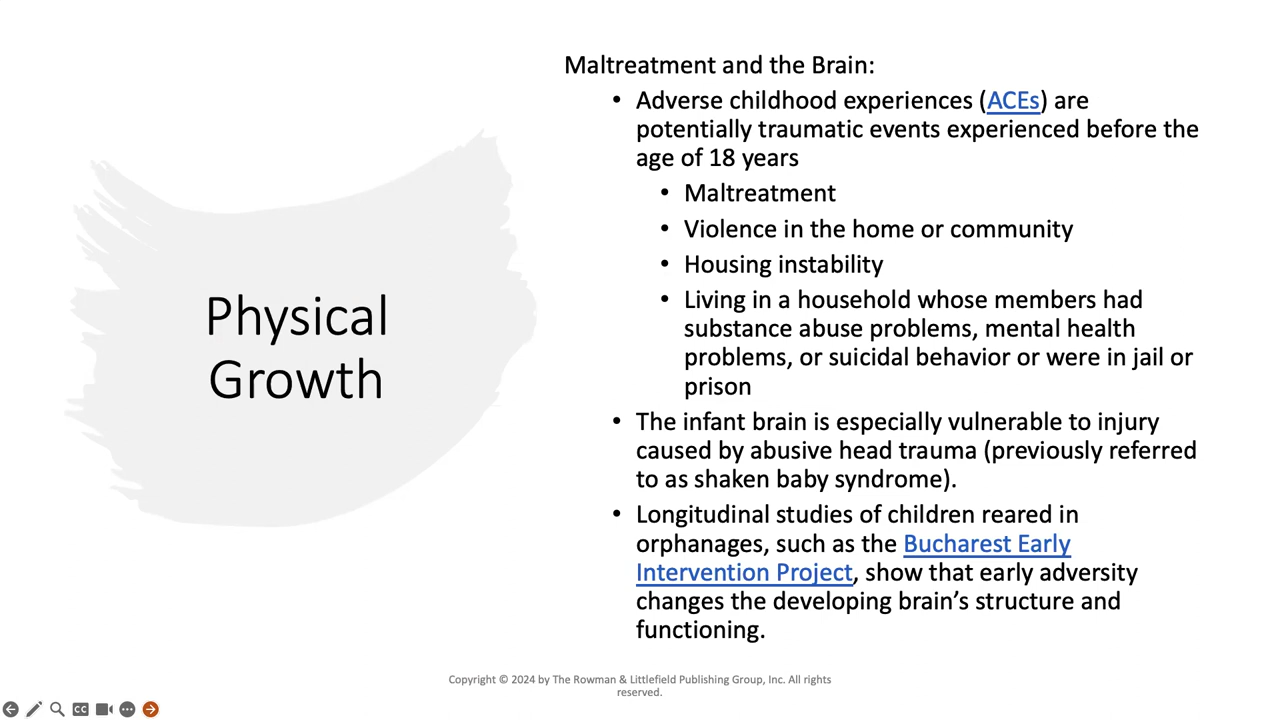 Physical
Growth
Maltreatment and the Brain:
• Adverse childhood experiences (ACEs) are
potentially traumatic events experienced before the
age of 18 years
• Maltreatment
• Violence in the home or community
• Housing instability
• Living in a household whose members had
substance abuse problems, mental health
problems, or suicidal behavior or were in jail or
prison
• The infant brain is especially vulnerable to injury
caused by abusive head trauma (previously referred
to as shaken baby syndrome).
• Longitudinal studies of children reared in
orphanages, such as the Bucharest Early
Intervention Project, show that early adversity
changes the developing brain’s structure and
functioning.
Copyright © 2024 by The Rowman & Littlefield Publishing Group, Inc. All rights
reserved.
CC